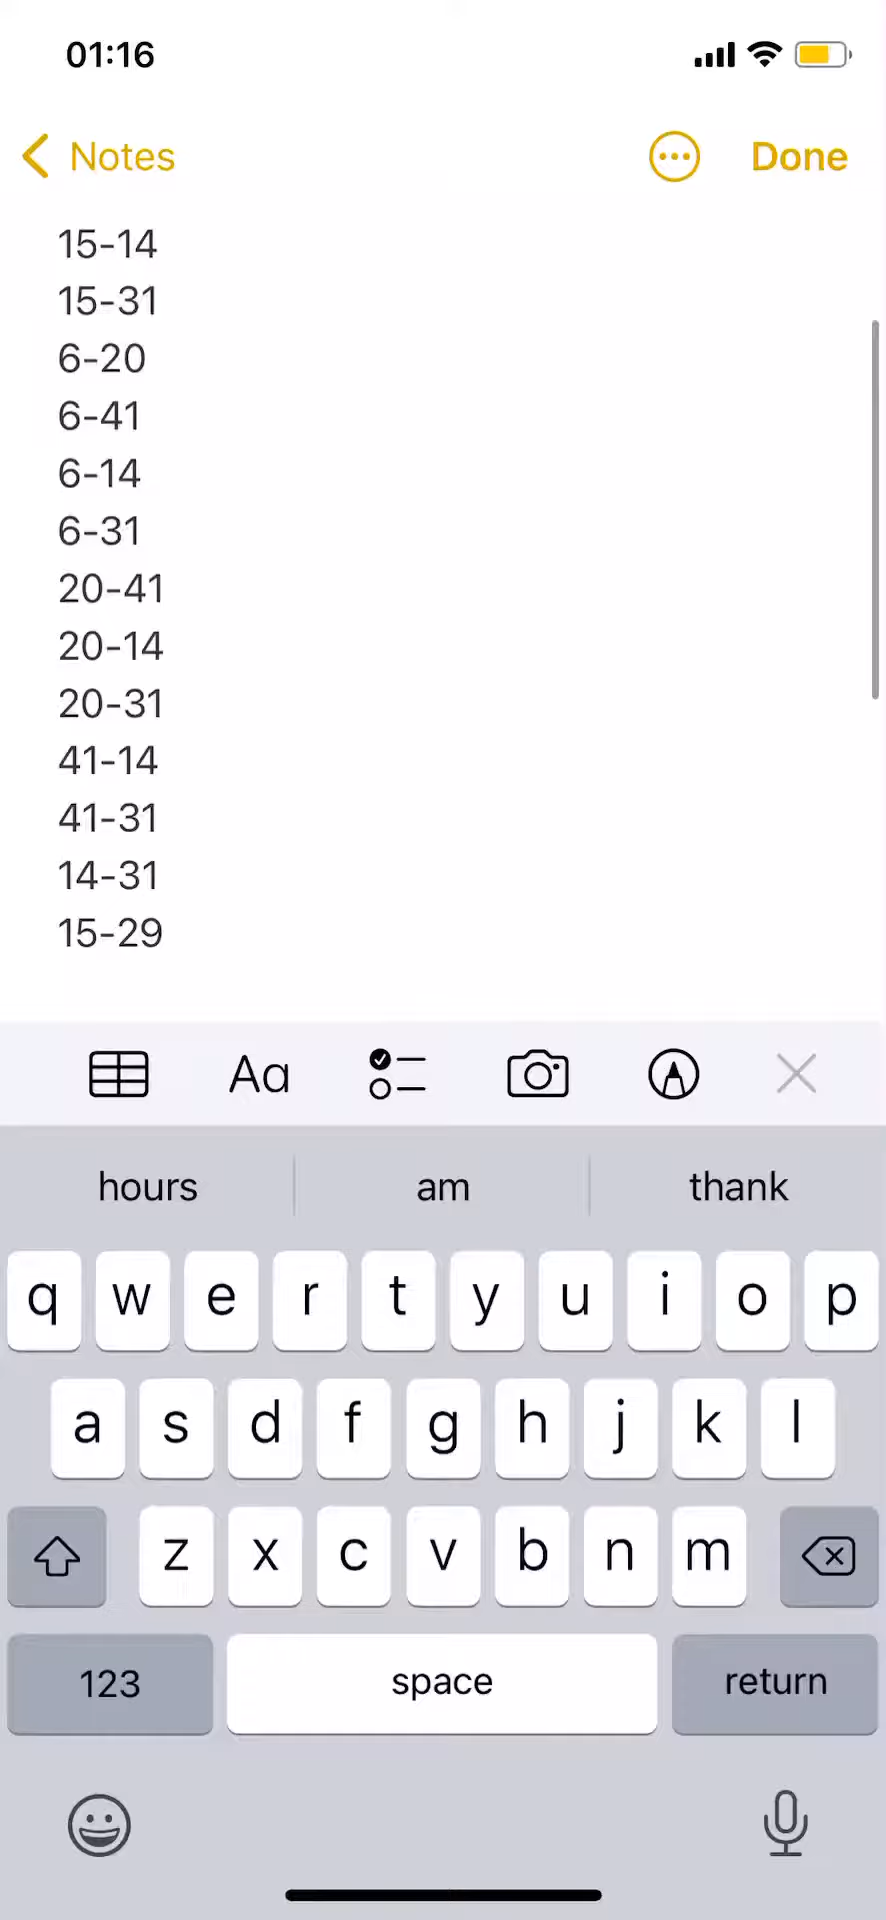 01:16
Notes
Done
15-14
15-31
6-20
6-41
6-14
6-31
20-41
20-14
20-31
41-14
41-31
14-31
15-29
Aa
hours am thank
q w e r t y u i o p
a s d f g h j k l
z x c v b n m
123 space return